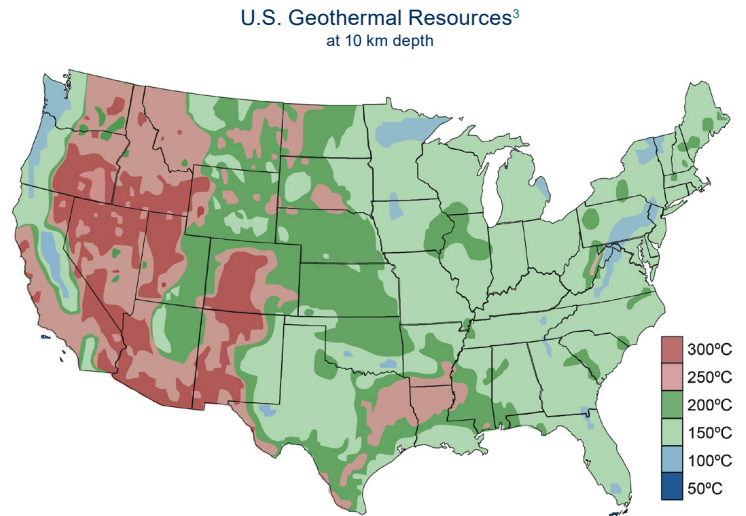 U.S. Geothermal Resources³
at 10 km depth
300ºC
250ºC
200ºC
150ºC
100ºC
50ºC